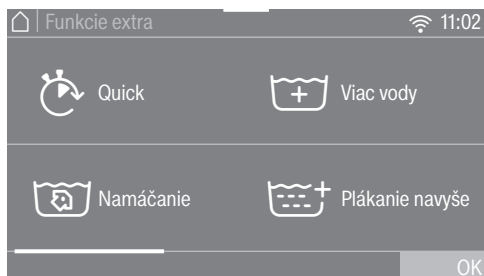 Funkcie extra 11:02
Quick Viac vody
Namáčanie Plákanie navyše
OK